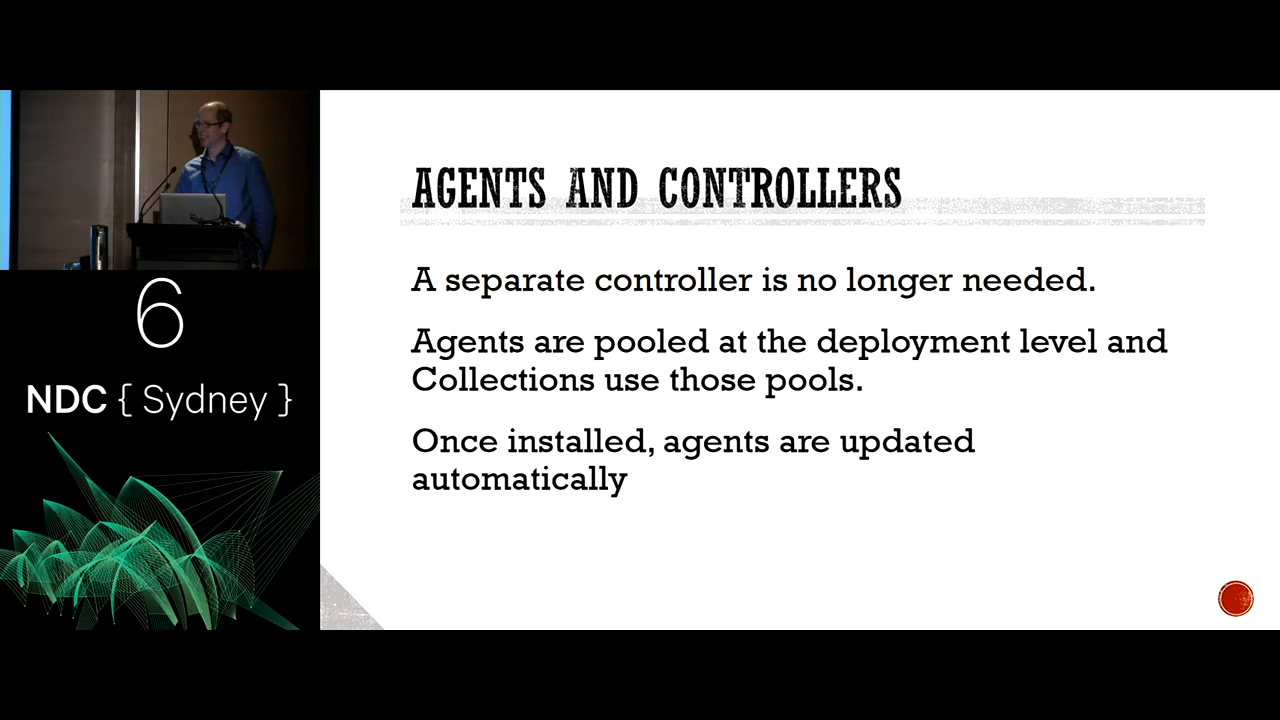 AGENTS AND CONTROLLERS
A separate controller is no longer needed.
Agents are pooled at the deployment level and
Collections use those pools.
Once installed, agents are updated
automatically
6
NDC { Sydney }